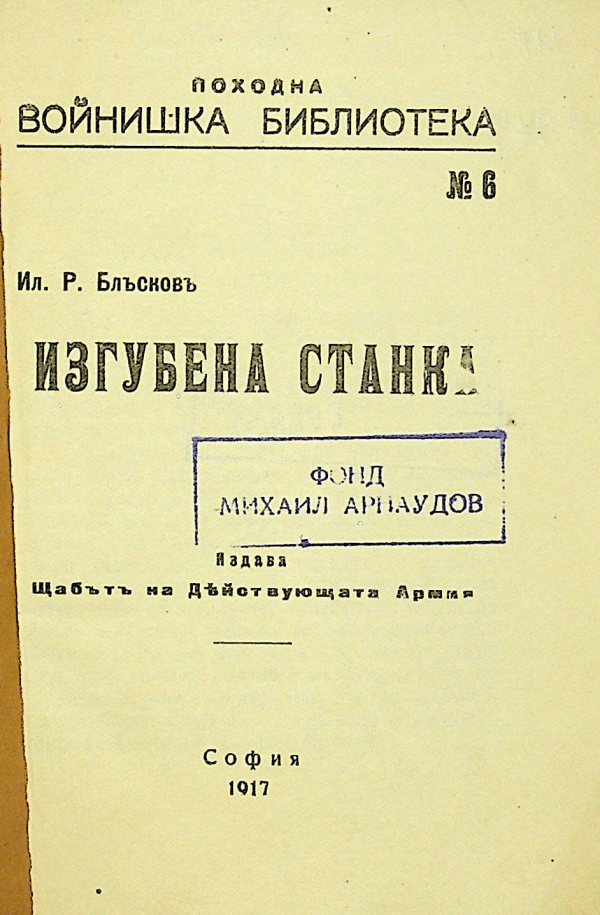 ПОХОДНА
ВОЙНИШКА БИБЛИОТЕКА
№ 6
Ил. Р. Блъсковъ
ИЗГУБЕНА СТАНКА
ФОНД
МИХАИЛ АРНАУДОВ
Издава
Щабътъ на Дѣйствующата Армия
София
1917